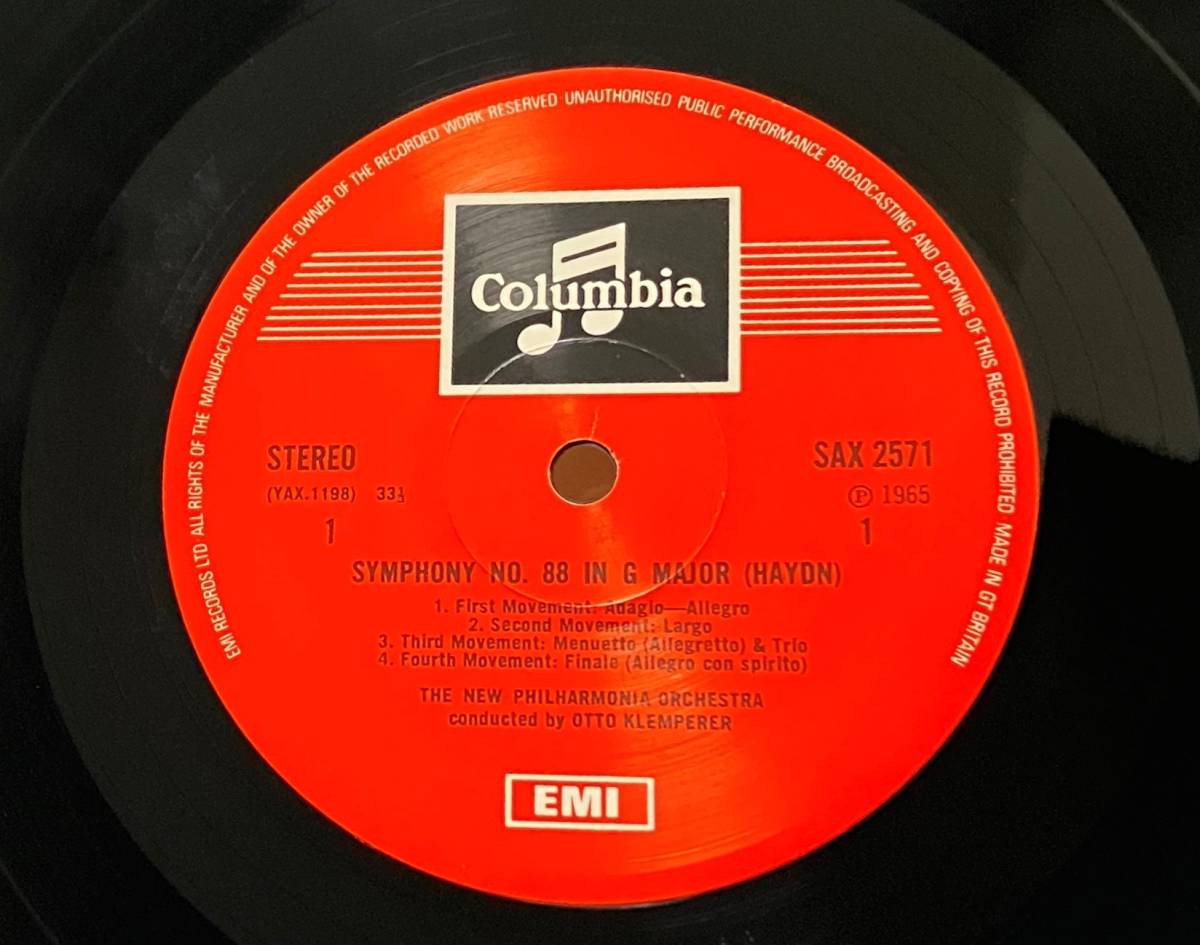 EMI RECORDS LTD ALL RIGHTS OF THE MANUFACTURER AND OF THE OWNER OF THE RECORDED WORK RESERVED UNAUTHORISED PUBLIC PERFORMANCE BROADCASTING AND COPYING OF THIS RECORD PROHIBITED MADE IN GT BRITAIN
Columbia
STEREO SAX 2571
(YAX.1198) 33⅓ Ⓟ 1965
1 1
SYMPHONY NO. 88 IN G MAJOR (HAYDN)
1. First Movement: Adagio—Allegro
2. Second Movement: Largo
3. Third Movement: Menuetto (Allegretto) & Trio
4. Fourth Movement: Finale (Allegro con spirito)
THE NEW PHILHARMONIA ORCHESTRA
conducted by OTTO KLEMPERER
EMI